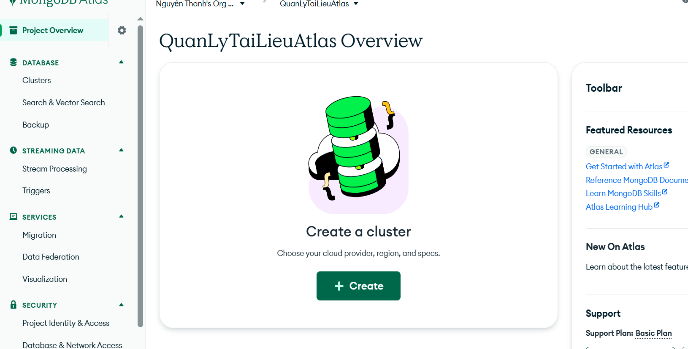 MongoDB Atlas
Nguyên Thanh's Org ...
QuanLyTaiLieuAtlas
Project Overview
DATABASE
Clusters
Search & Vector Search
Backup
STREAMING DATA
Stream Processing
Triggers
SERVICES
Migration
Data Federation
Visualization
SECURITY
Project Identity & Access
Database & Network Access
QuanLyTaiLieuAtlas Overview
Create a cluster
Choose your cloud provider, region, and specs.
+ Create
Toolbar
Featured Resources
GENERAL
Get Started with Atlas
Reference MongoDB Docume
Learn MongoDB Skills
Atlas Learning Hub
New On Atlas
Learn about the latest feature
Support
Support Plan: Basic Plan